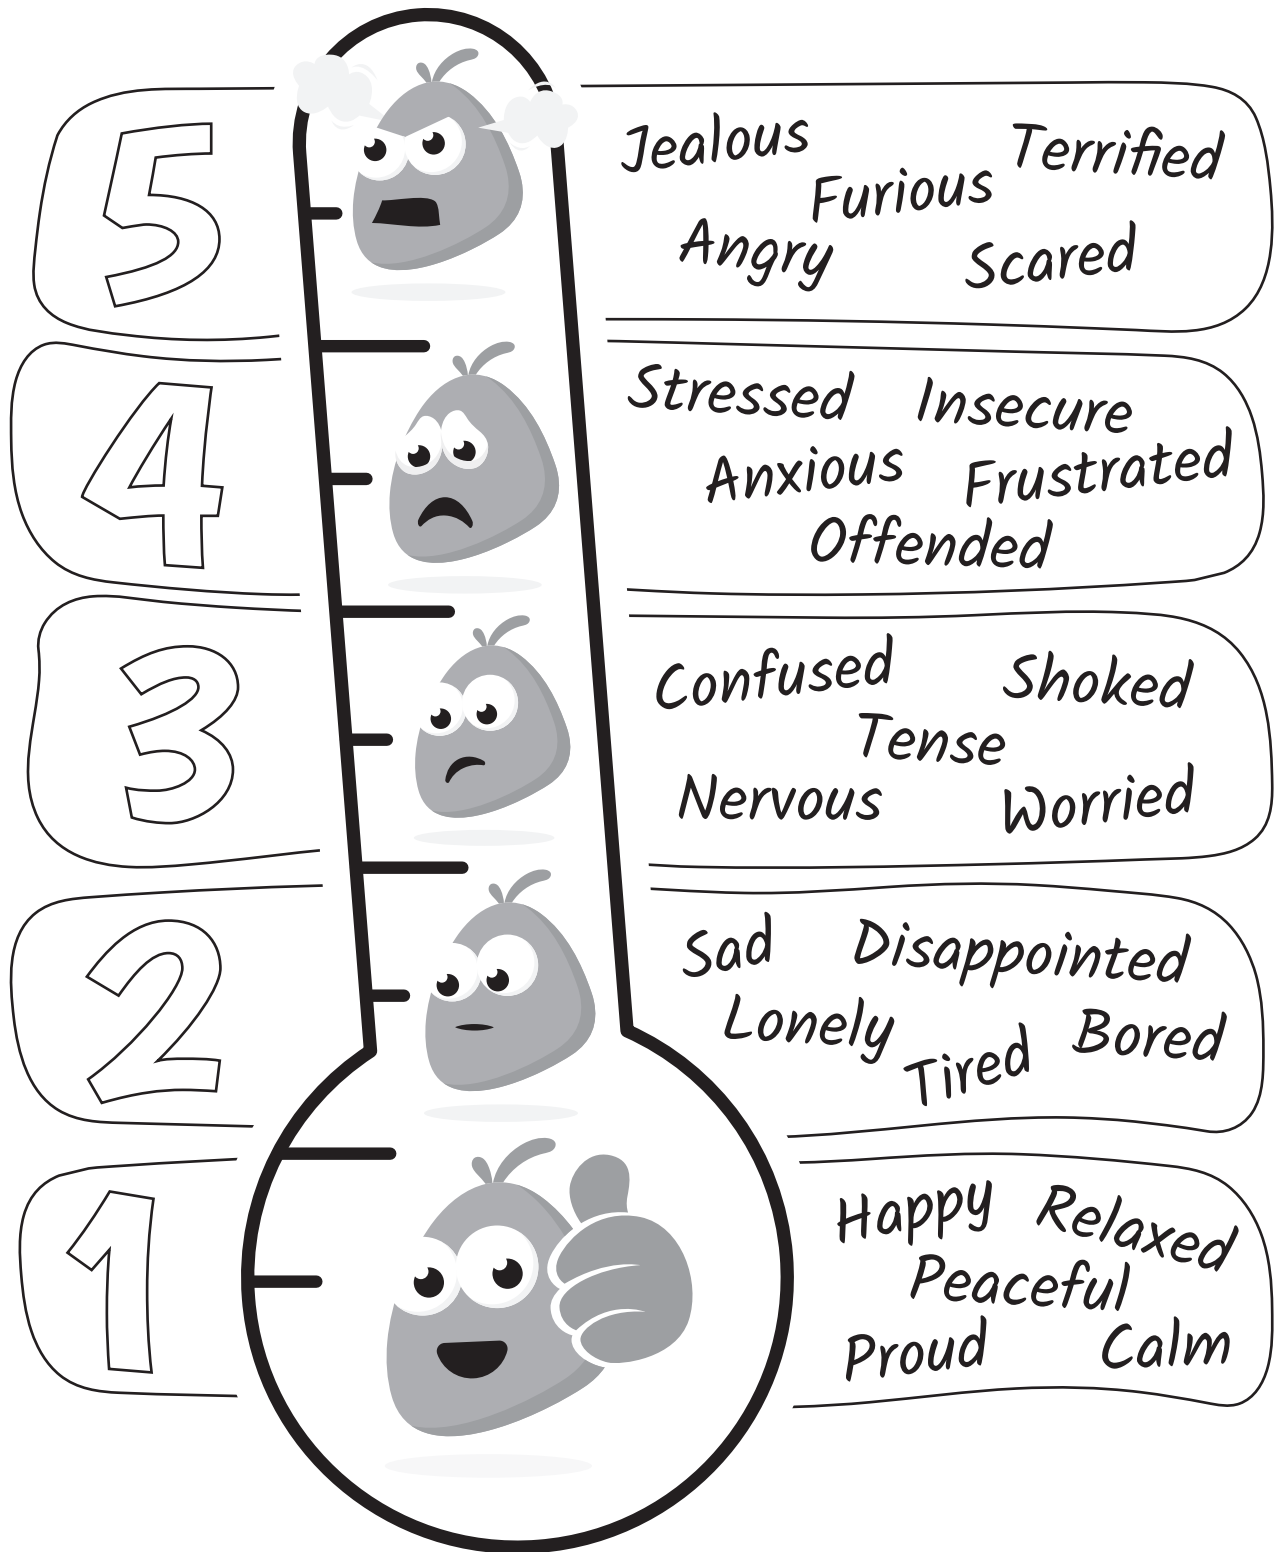 5
Jealous Terrified
Furious
Angry Scared
4
Stressed Insecure
Anxious Frustrated
Offended
3
Confused Shoked
Tense
Nervous Worried
2
Sad Disappointed
Lonely Bored
Tired
1
Happy Relaxed
Peaceful
Proud Calm